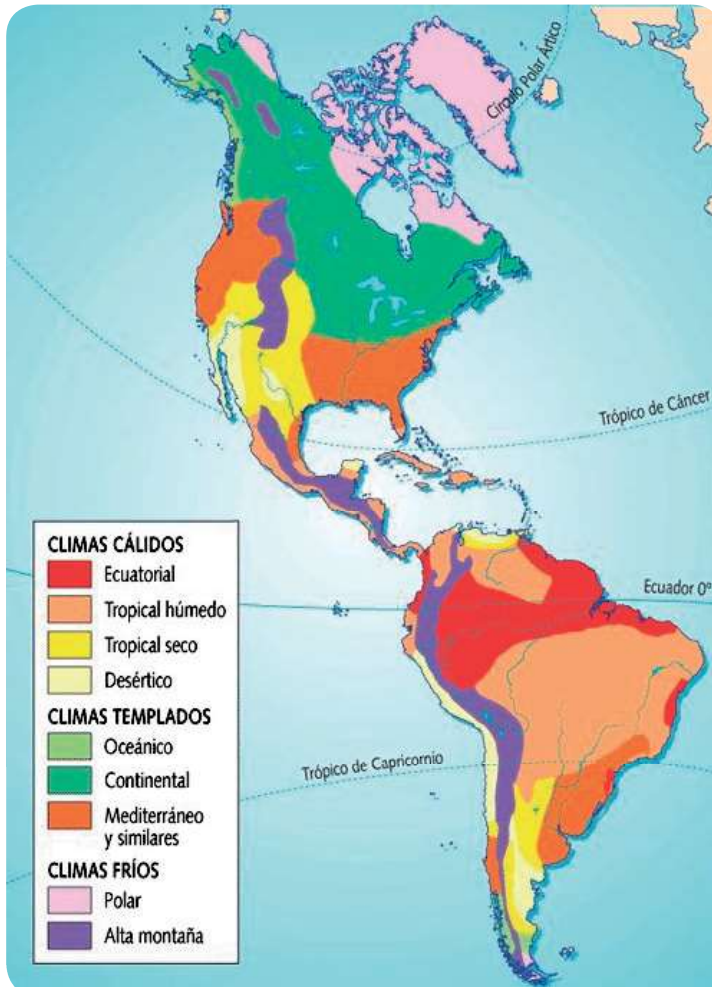 Círculo Polar Ártico
Trópico de Cáncer
CLIMAS CÁLIDOS
Ecuatorial
Tropical húmedo
Tropical seco
Desértico
CLIMAS TEMPLADOS
Oceánico
Continental
Mediterráneo
y similares
CLIMAS FRÍOS
Polar
Alta montaña
Ecuador 0°
Trópico de Capricornio